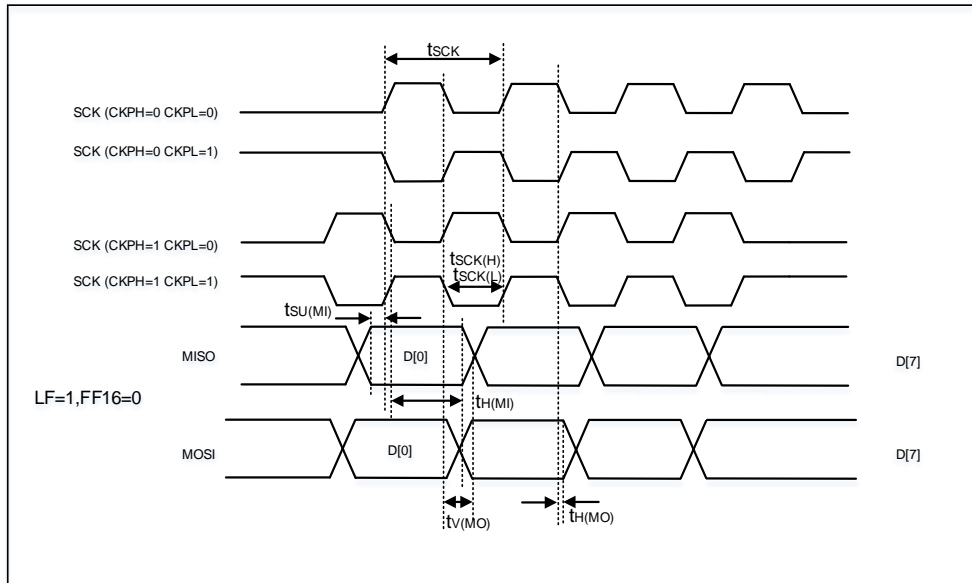 tSCK
SCK (CKPH=0 CKPL=0)
SCK (CKPH=0 CKPL=1)
SCK (CKPH=1 CKPL=0)
tSCK(H)
tSCK(L)
SCK (CKPH=1 CKPL=1)
tSU(MI)
MISO
D[0]
D[7]
LF=1,FF16=0
tH(MI)
MOSI
D[0]
D[7]
tV(MO)
tH(MO)